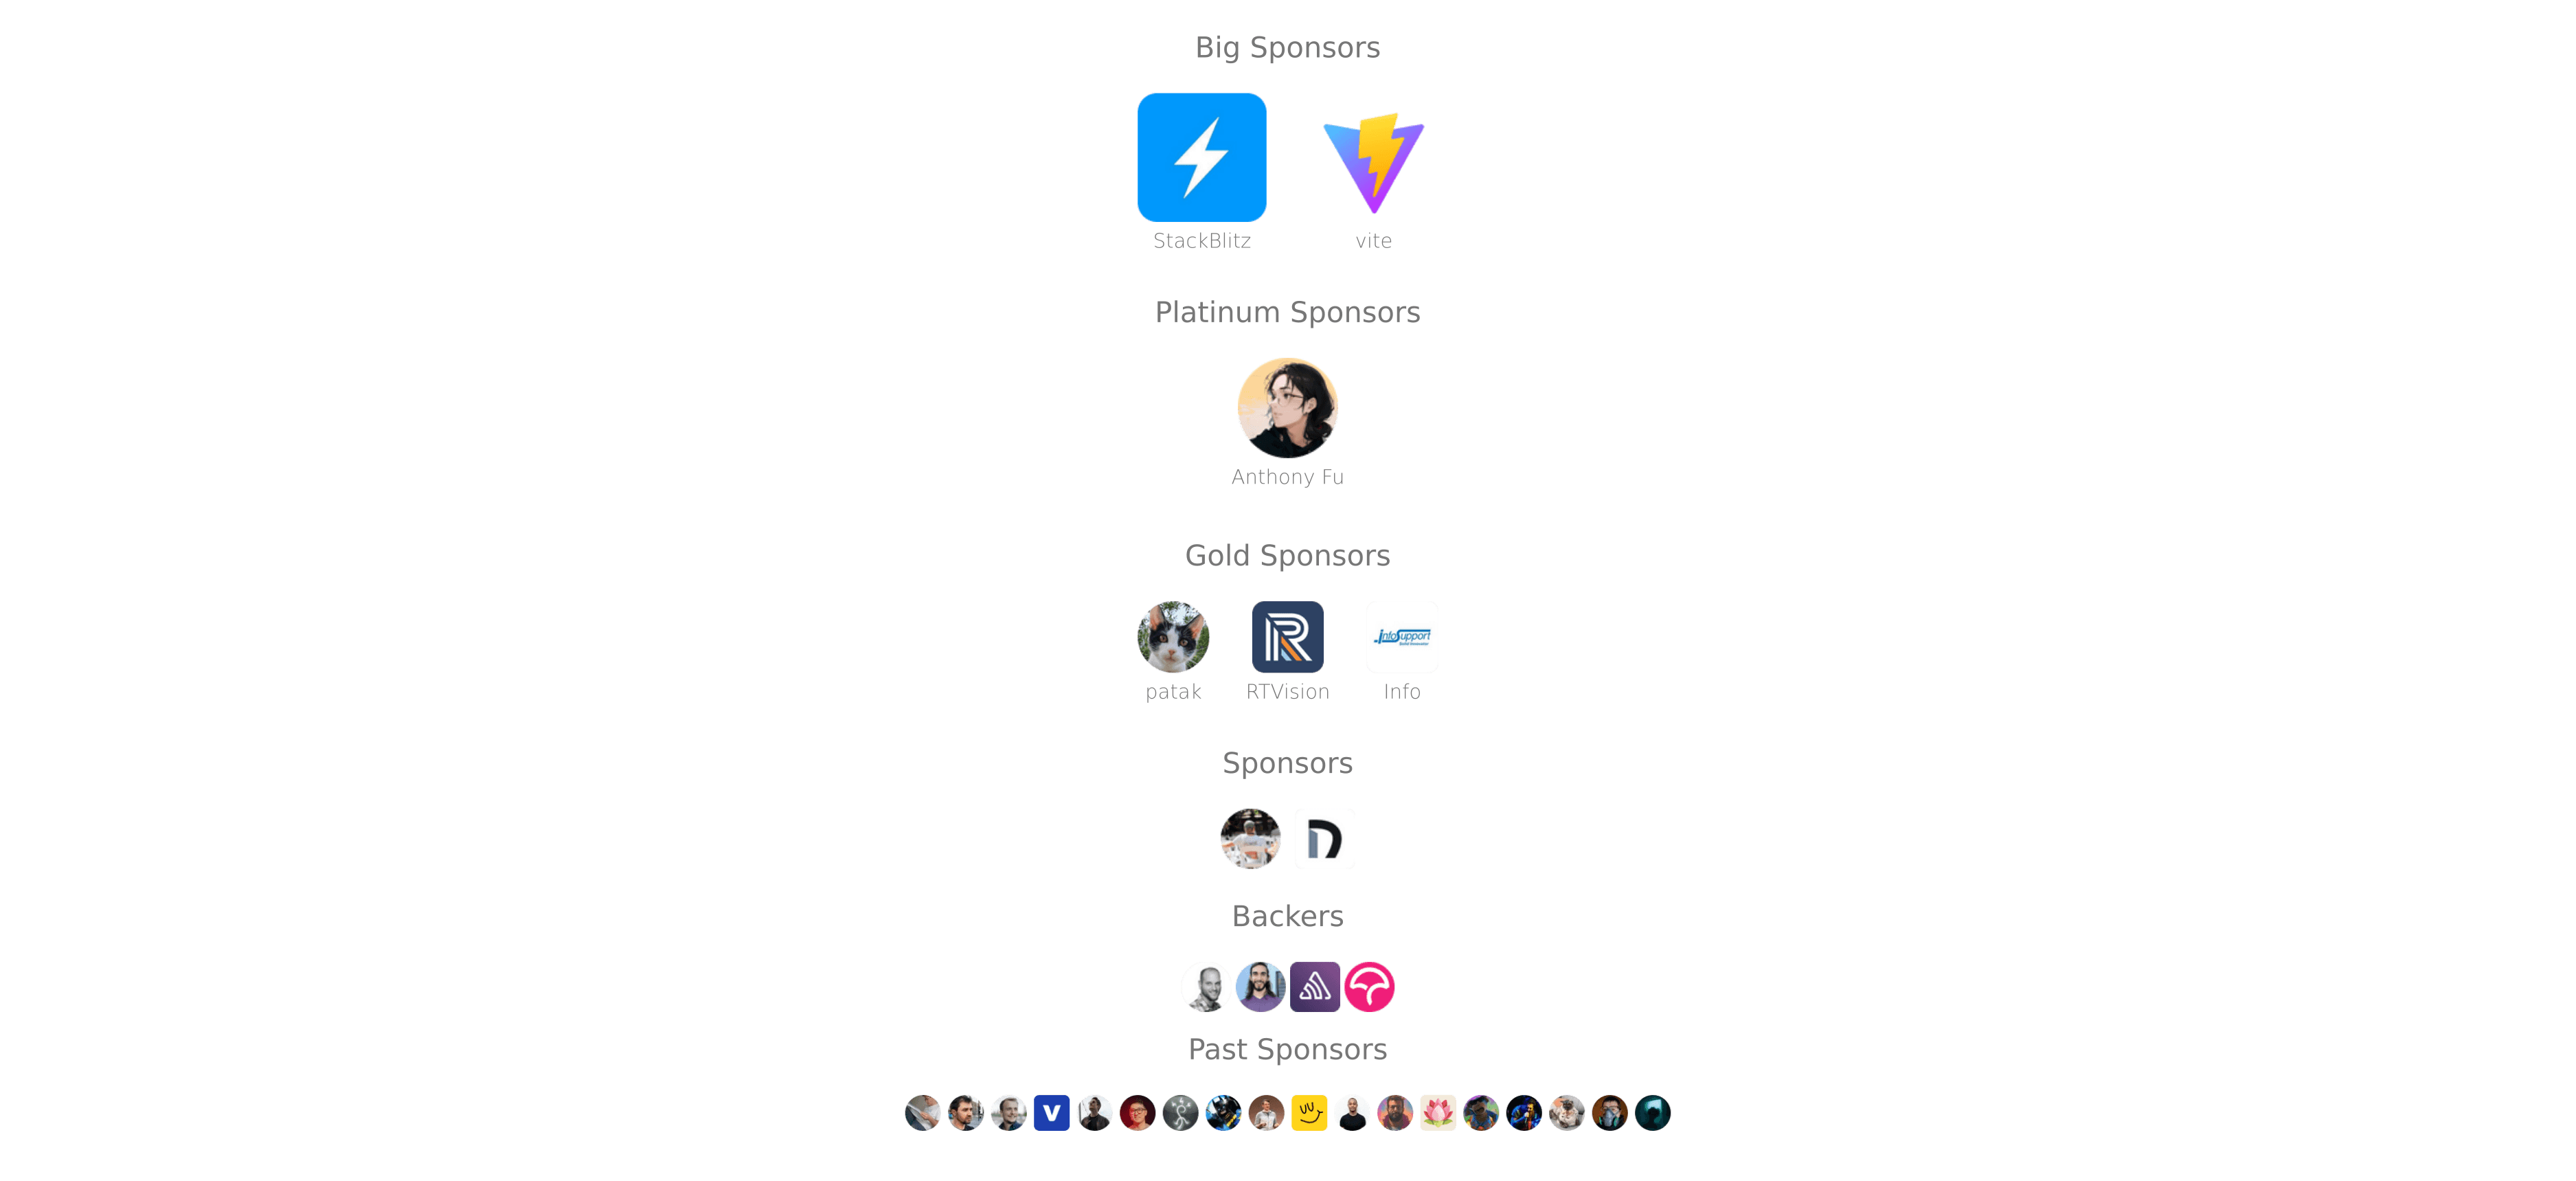 Big Sponsors
StackBlitz
vite
Platinum Sponsors
Anthony Fu
Gold Sponsors
infoSupport
patak
RTVision
Info
Sponsors
Backers
Past Sponsors
V